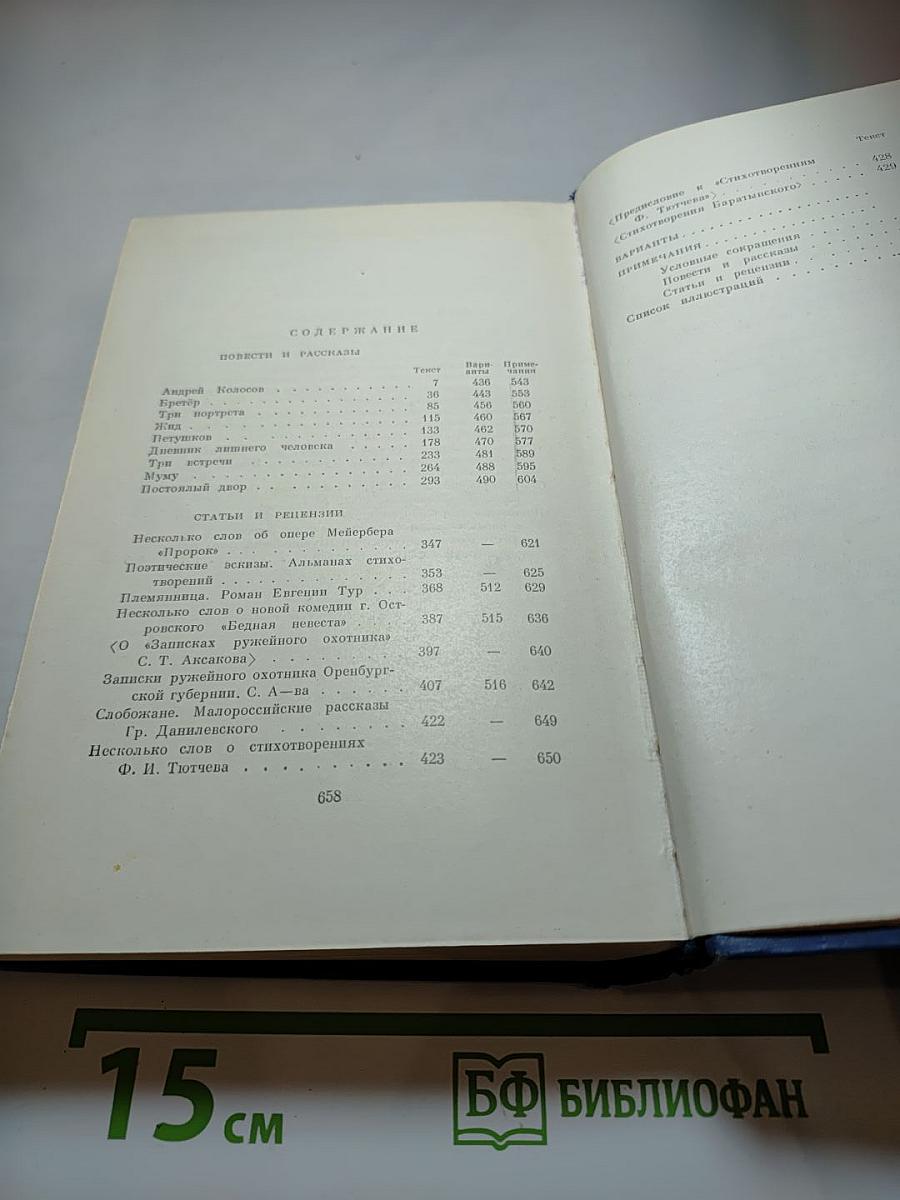 СОДЕРЖАНИЕ
ПОВЕСТИ И РАССКАЗЫ
Текст Вари-анты Приме-чания
Андрей Колосов . . . . . . . . . . 7 436 543
Бретёр . . . . . . . . . . . . . 36 443 553
Три портрета . . . . . . . . . . 85 456 560
Жид . . . . . . . . . . . . . . 115 460 567
Петушков . . . . . . . . . . . . 133 462 570
Дневник лишнего человека . . . . . 178 470 577
Три встречи . . . . . . . . . . . 233 481 589
Муму . . . . . . . . . . . . . . 264 488 595
Постоялый двор . . . . . . . . . . 293 490 604
СТАТЬИ И РЕЦЕНЗИИ
Несколько слов об опере Мейербера
«Пророк» . . . . . . . . . . . . 347 — 621
Поэтические эскизы. Альманах стихо-
творений . . . . . . . . . . . . 353 — 625
Племянница. Роман Евгении Тур . . . 368 512 629
Несколько слов о новой комедии г. Ост-
ровского «Бедная невеста» . . . . 387 515 636
〈О «Записках ружейного охотника»
С. Т. Аксакова〉 . . . . . . . . . 397 — 640
Записки ружейного охотника Оренбург-
ской губернии. С. А—ва . . . . . . 407 516 642
Слобожане. Малороссийские рассказы
Гр. Данилевского . . . . . . . . 422 — 649
Несколько слов о стихотворениях
Ф. И. Тютчева . . . . . . . . . . 423 — 650
658
Текст
〈Предисловие к «Стихотворениям
Ф. Тютчева»〉 . . . . . . . . . . 428
〈Стихотворения Баратынского〉 . . . . 429
ВАРИАНТЫ . . . . . . . . . .
ПРИМЕЧАНИЯ . . . . . . . . . .
Условные сокращения . . . . .
Повести и рассказы . . . . .
Статьи и рецензии . . . . . .
Список иллюстраций . . . . . . .
15 см
БФ БИБЛИОФАН